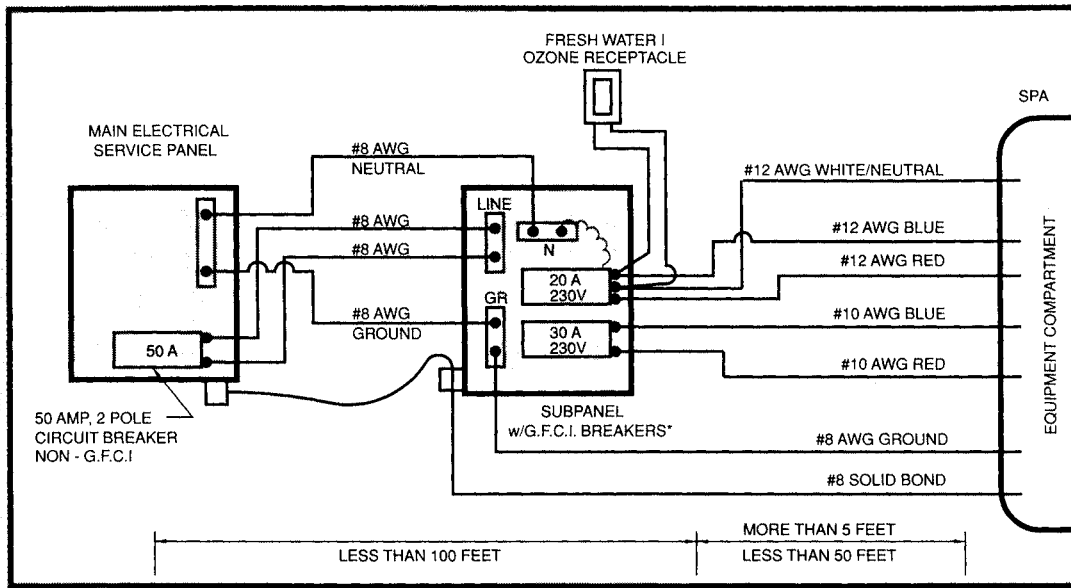 FRESH WATER I
OZONE RECEPTACLE
SPA
MAIN ELECTRICAL
SERVICE PANEL
#8 AWG
NEUTRAL
#12 AWG WHITE/NEUTRAL
LINE
#8 AWG
#8 AWG
N
#12 AWG BLUE
#12 AWG RED
20 A
230V
GR
#8 AWG
GROUND
30 A
230V
#10 AWG BLUE
#10 AWG RED
EQUIPMENT COMPARTMENT
50 A
50 AMP, 2 POLE
CIRCUIT BREAKER
NON - G.F.C.I
SUBPANEL
w/G.F.C.I. BREAKERS*
#8 AWG GROUND
#8 SOLID BOND
LESS THAN 100 FEET
MORE THAN 5 FEET
LESS THAN 50 FEET